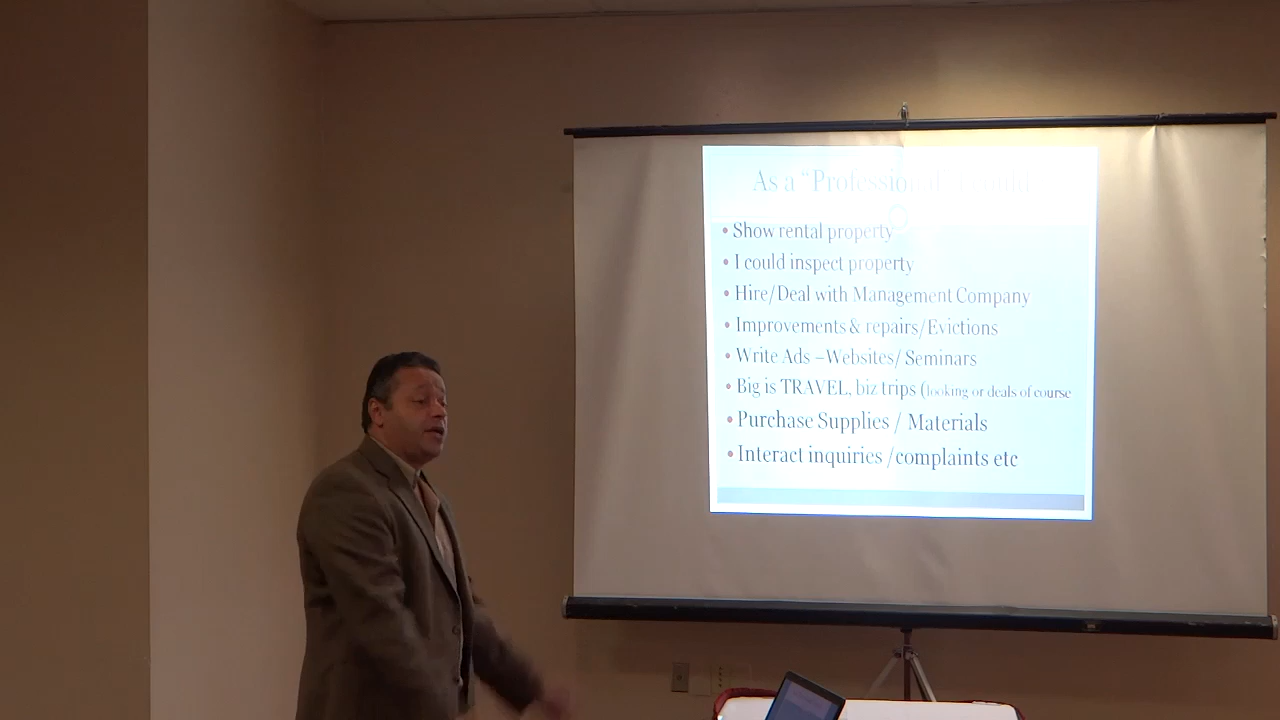 As a "Professional" I could
• Show rental property
• I could inspect property
• Hire/Deal with Management Company
• Improvements & repairs/Evictions
• Write Ads –Websites/ Seminars
• Big is TRAVEL. biz trips (looking or deals of course
• Purchase Supplies / Materials
• Interact inquiries /complaints etc